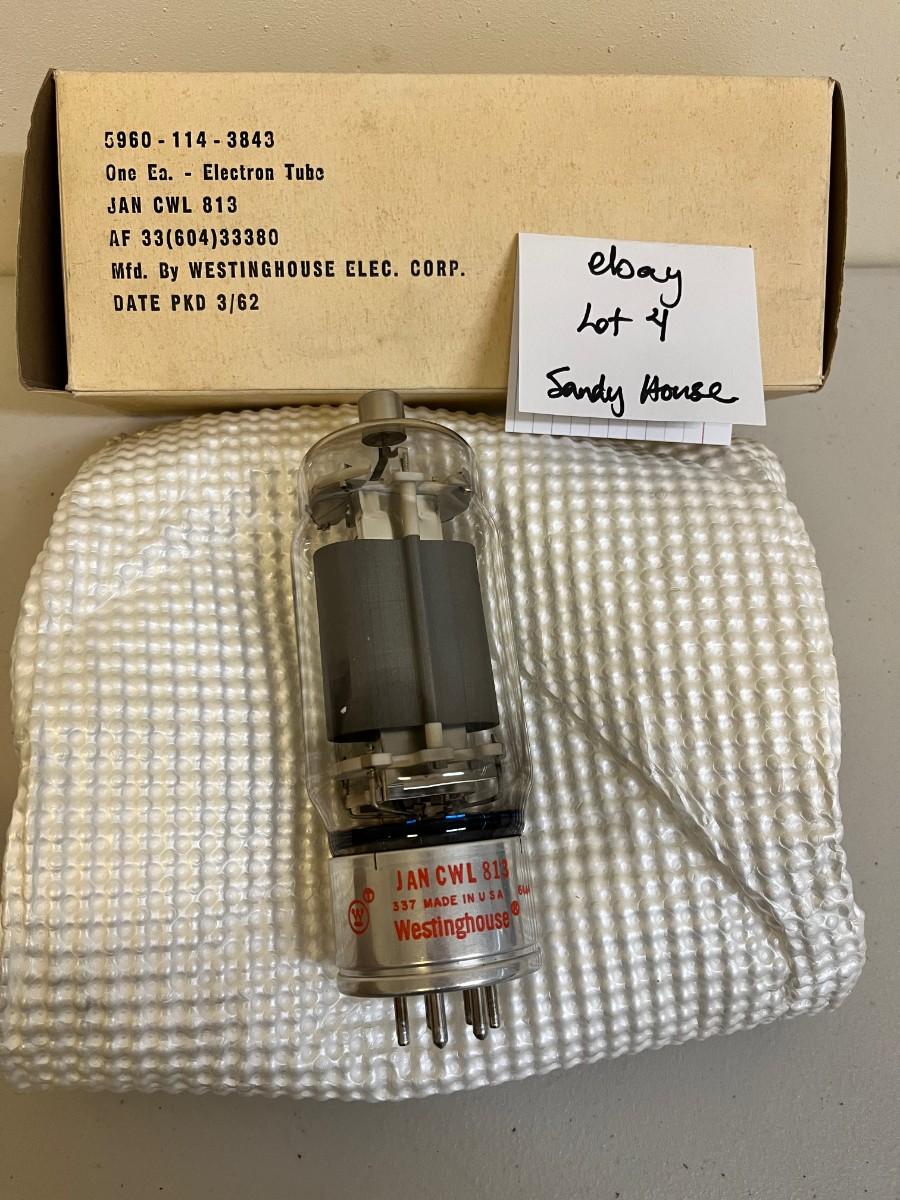 5960-114-3843
One Ea. - Electron Tube
JAN CWL 813
AF 33(604)33380
Mfd. By WESTINGHOUSE ELEC. CORP.
DATE PKD 3/62
ebay
Lot 4
Sandy House
JAN CWL 813
337 MADE IN U S A
W
Westinghouse®